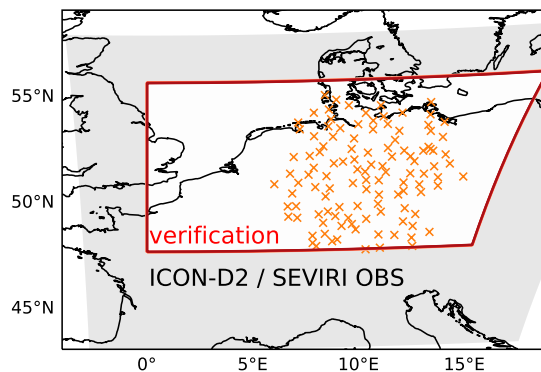 55°N
50°N
verification
ICON-D2 / SEVIRI OBS
45°N
0°
5°E
10°E
15°E